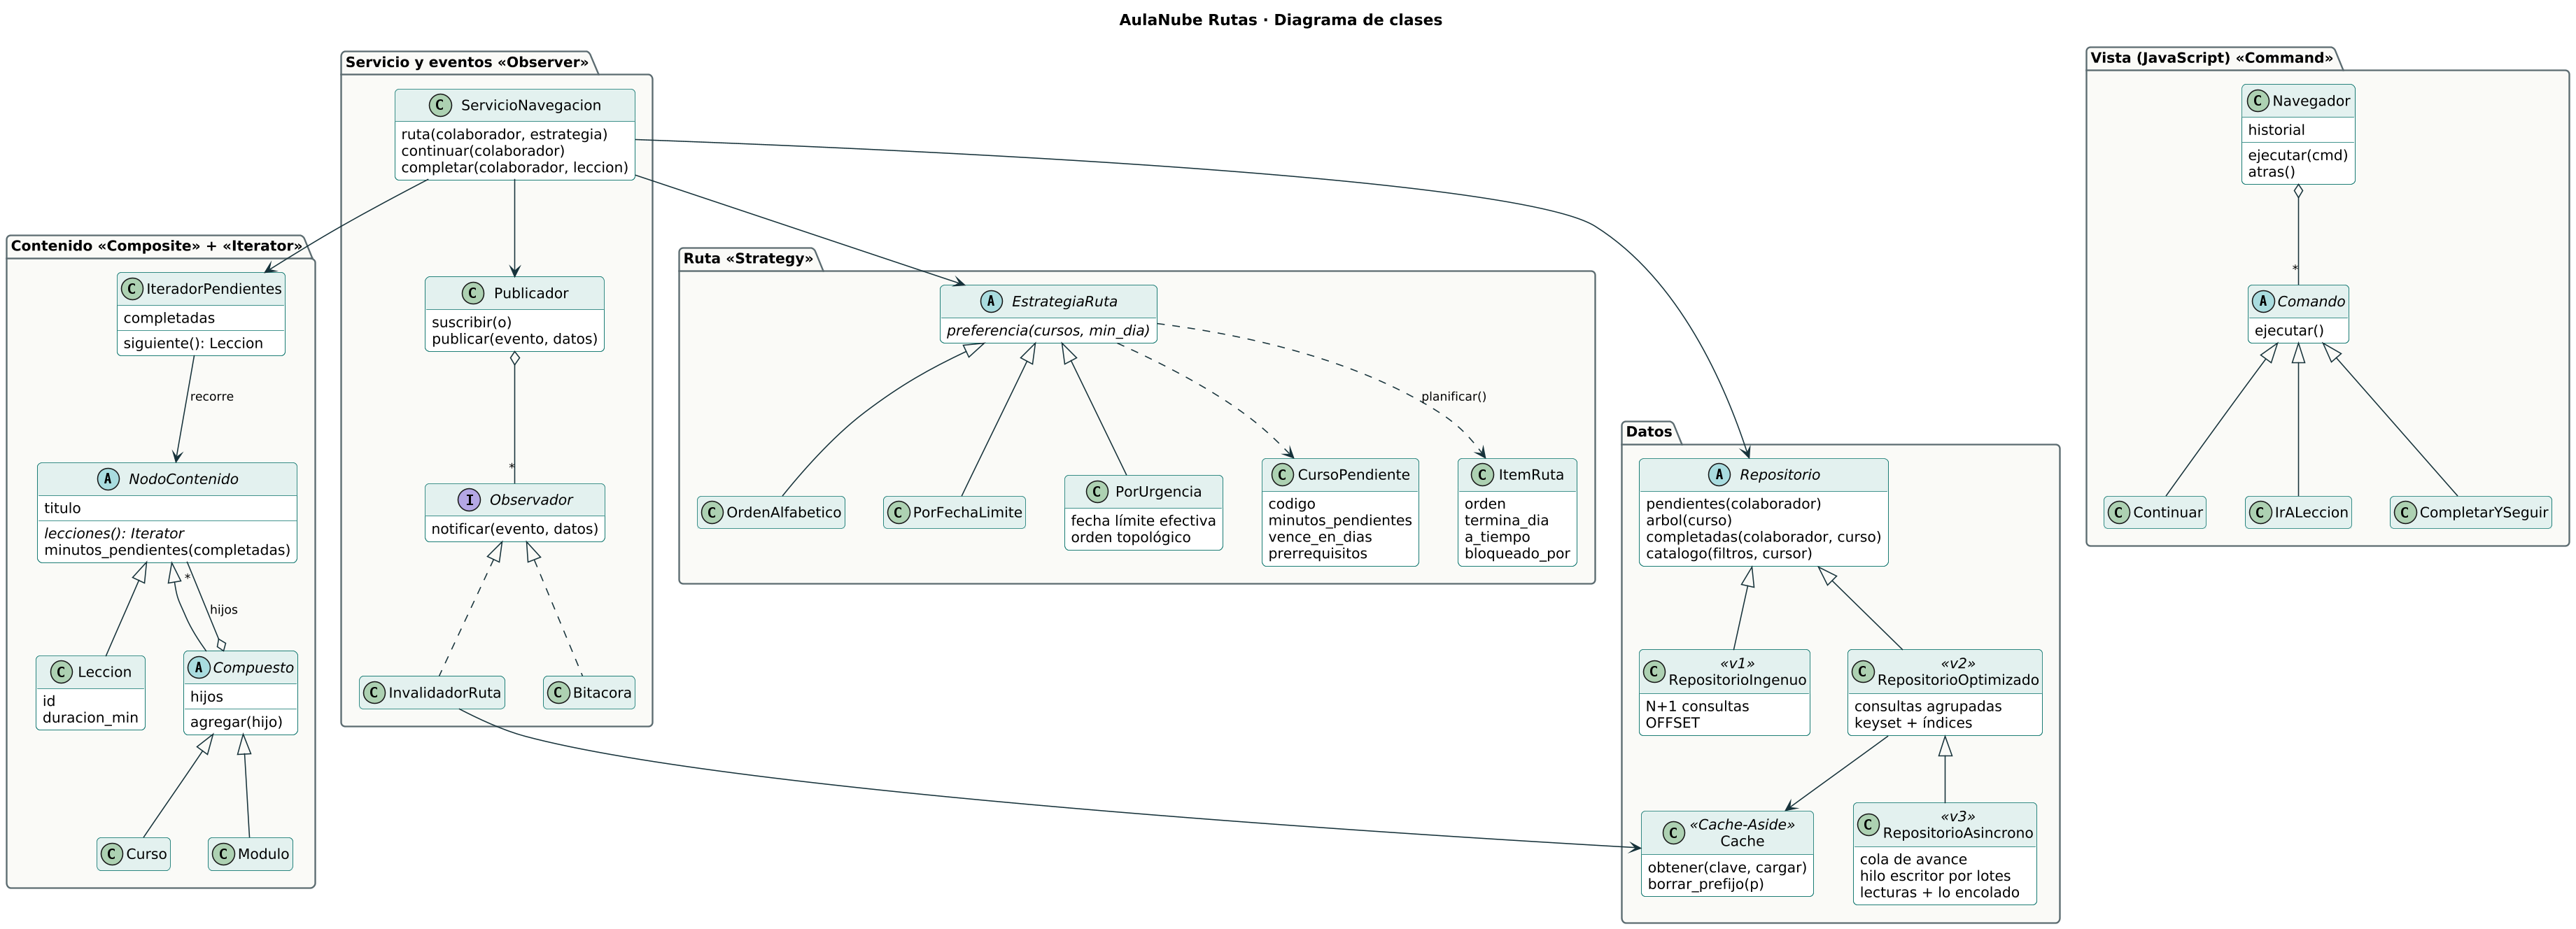 AulaNube Rutas · Diagrama de clases
Servicio y eventos «Observer»
C ServicioNavegacion
ruta(colaborador, estrategia)
continuar(colaborador)
completar(colaborador, leccion)
C Publicador
suscribir(o)
publicar(evento, datos)
*
I Observador
notificar(evento, datos)
C InvalidadorRuta
C Bitacora
Contenido «Composite» + «Iterator»
C IteradorPendientes
completadas
siguiente(): Leccion
recorre
A NodoContenido
titulo
lecciones(): Iterator
minutos_pendientes(completadas)
*
hijos
C Leccion
id
duracion_min
A Compuesto
hijos
agregar(hijo)
C Curso
C Modulo
Ruta «Strategy»
A EstrategiaRuta
preferencia(cursos, min_dia)
planificar()
C OrdenAlfabetico
C PorFechaLimite
C PorUrgencia
fecha límite efectiva
orden topológico
C CursoPendiente
codigo
minutos_pendientes
vence_en_dias
prerrequisitos
C ItemRuta
orden
termina_dia
a_tiempo
bloqueado_por
Datos
A Repositorio
pendientes(colaborador)
arbol(curso)
completadas(colaborador, curso)
catalogo(filtros, cursor)
«v1»
C RepositorioIngenuo
N+1 consultas
OFFSET
«v2»
C RepositorioOptimizado
consultas agrupadas
keyset + índices
«Cache-Aside»
C Cache
obtener(clave, cargar)
borrar_prefijo(p)
«v3»
C RepositorioAsincrono
cola de avance
hilo escritor por lotes
lecturas + lo encolado
Vista (JavaScript) «Command»
C Navegador
historial
ejecutar(cmd)
atras()
*
A Comando
ejecutar()
C Continuar
C IrALeccion
C CompletarYSeguir